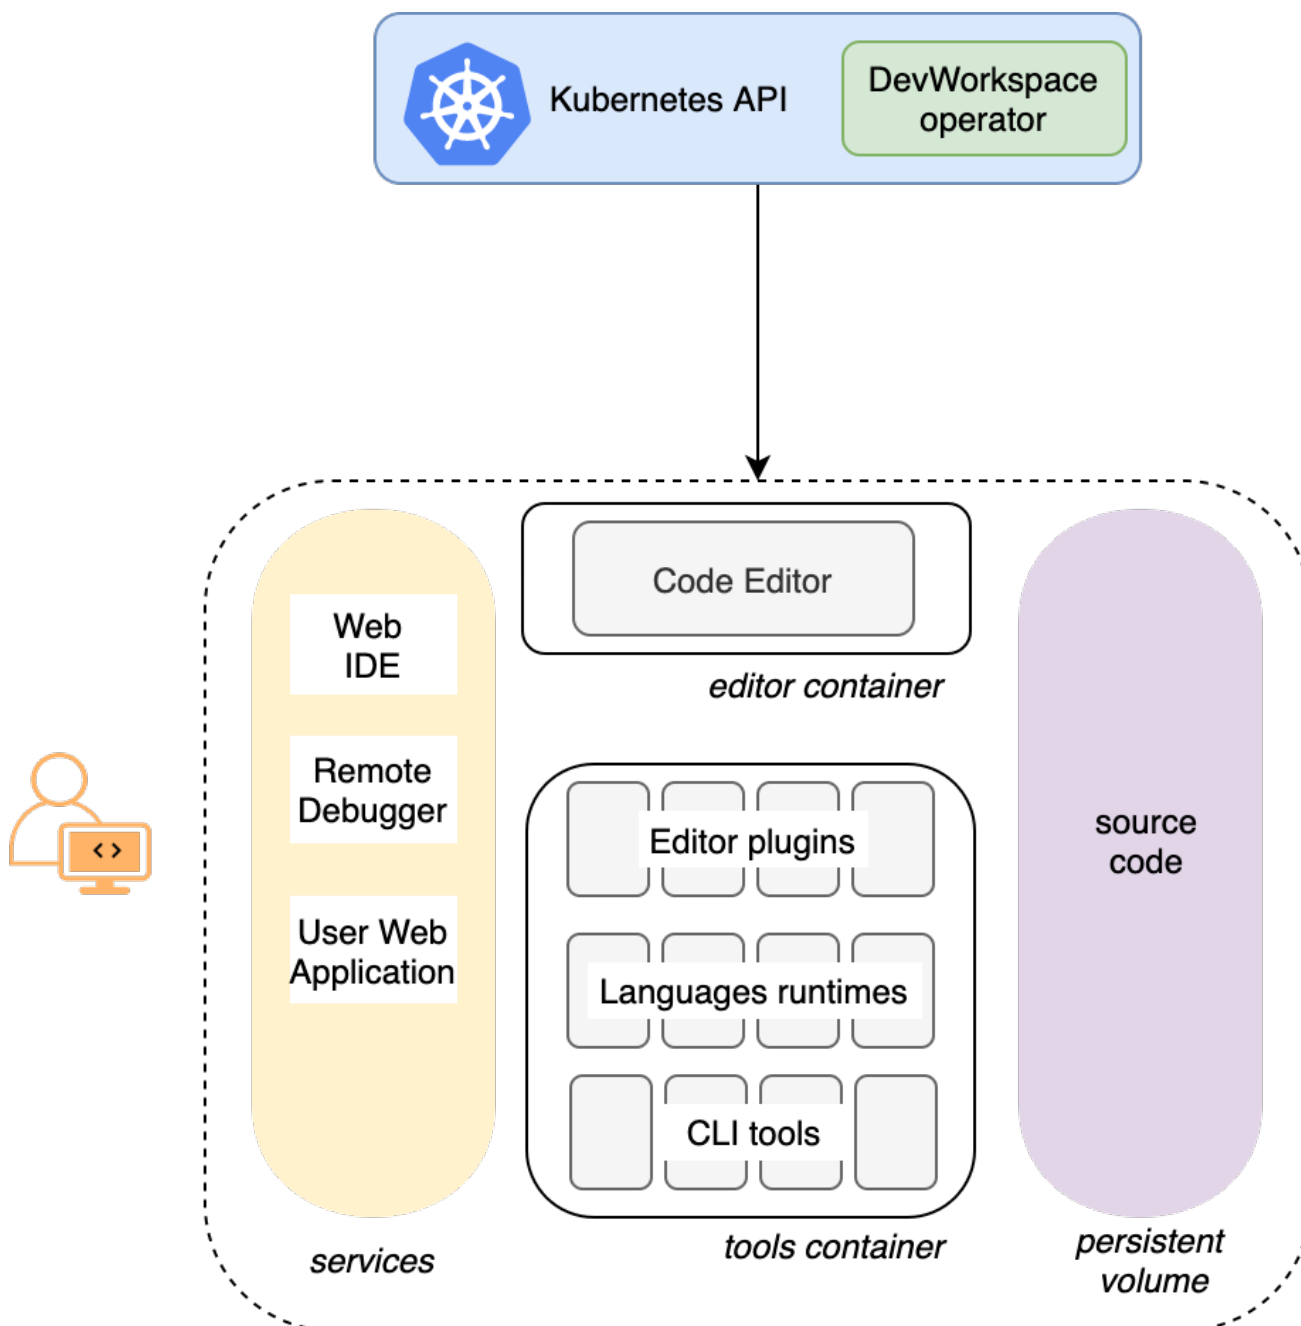 Kubernetes API
DevWorkspace
operator
Code Editor
editor container
Web
IDE
Remote
Debugger
User Web
Application
services
Editor plugins
Languages runtimes
CLI tools
tools container
source
code
persistent
volume
< >